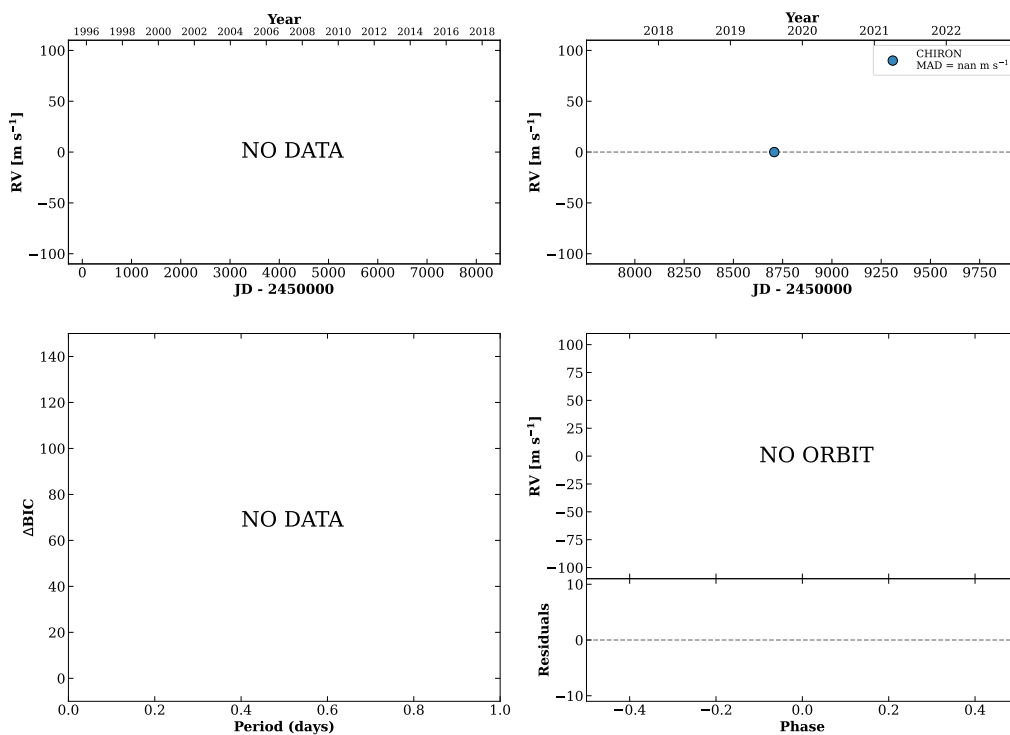 Year
1996 1998 2000 2002 2004 2006 2008 2010 2012 2014 2016 2018
100
50
0
−50
−100
RV [m s⁻¹]
NO DATA
0 1000 2000 3000 4000 5000 6000 7000 8000
JD - 2450000
Year
2018 2019 2020 2021 2022
CHIRON
MAD = nan m s⁻¹
100
50
0
−50
−100
RV [m s⁻¹]
8000 8250 8500 8750 9000 9250 9500 9750
JD - 2450000
140
120
100
80
60
40
20
0
ΔBIC
NO DATA
0.0 0.2 0.4 0.6 0.8 1.0
Period (days)
100
75
50
25
0
−25
−50
−75
−100
RV [m s⁻¹]
NO ORBIT
10
0
−10
Residuals
−0.4 −0.2 0.0 0.2 0.4
Phase